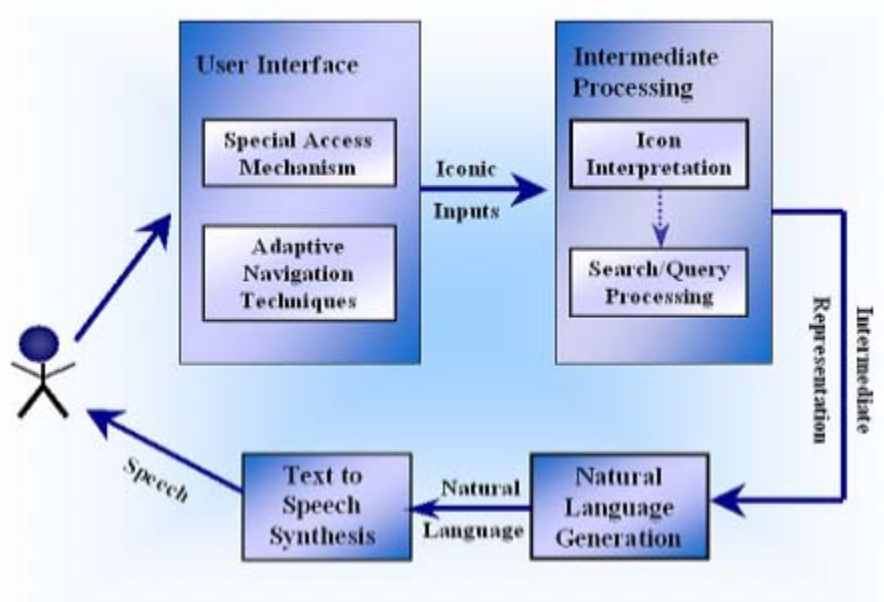 User Interface
Special Access
Mechanism
Adaptive
Navigation
Techniques
Iconic
Inputs
Intermediate
Processing
Icon
Interpretation
Search/Query
Processing
Intermediate
Representation
Natural
Language
Generation
Natural
Language
Text to
Speech
Synthesis
Speech